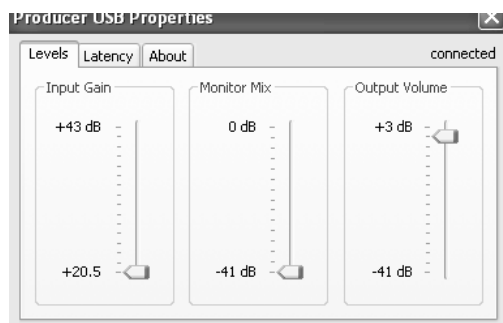 Producer USB Properties
Levels Latency About connected
Input Gain Monitor Mix Output Volume
+43 dB 0 dB +3 dB
+20.5 -41 dB -41 dB